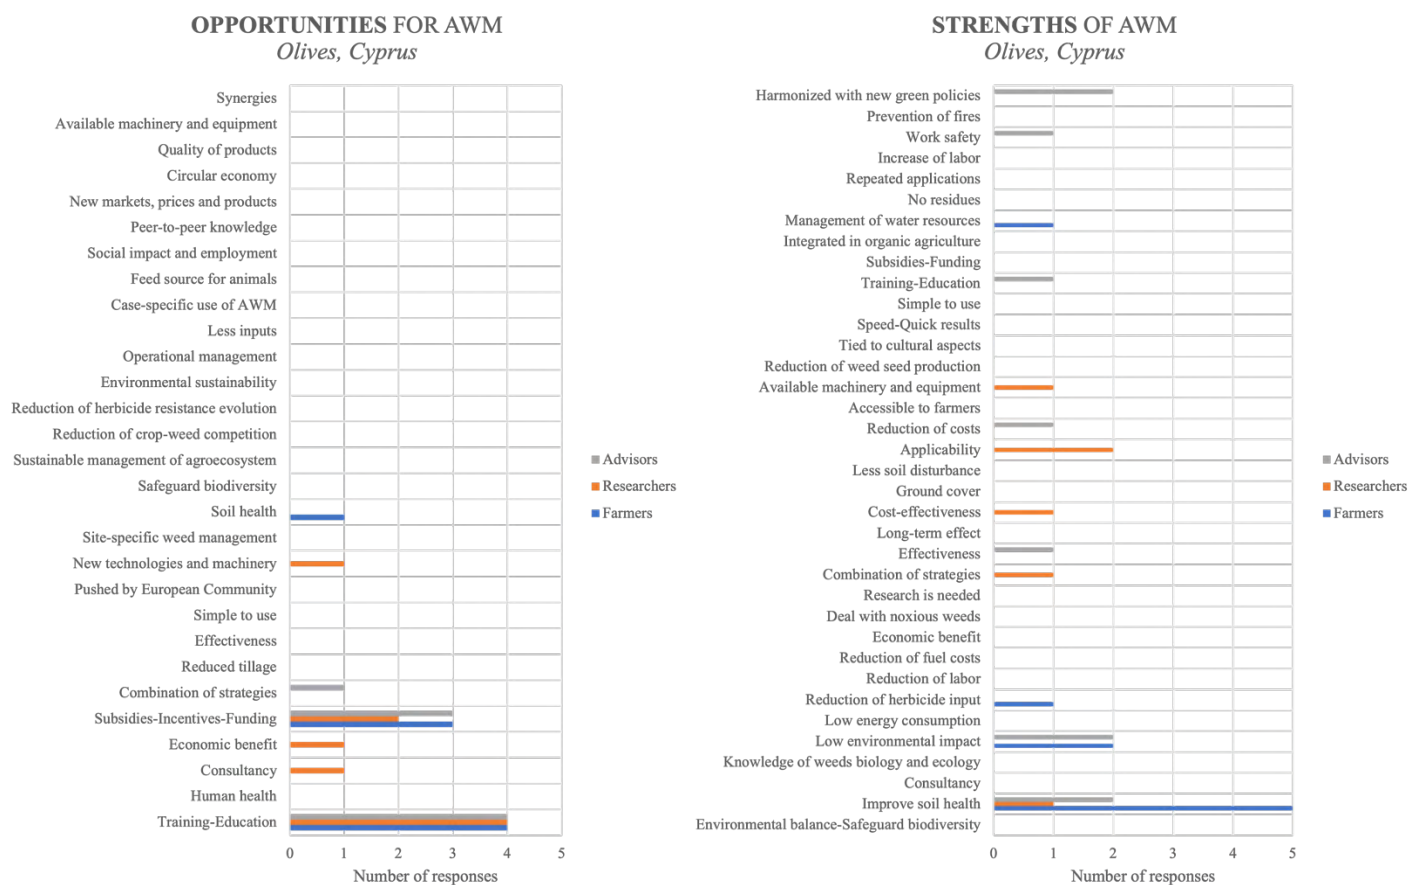 OPPORTUNITIES FOR AWM
Olives, Cyprus
Synergies
Available machinery and equipment
Quality of products
Circular economy
New markets, prices and products
Peer-to-peer knowledge
Social impact and employment
Feed source for animals
Case-specific use of AWM
Less inputs
Operational management
Environmental sustainability
Reduction of herbicide resistance evolution
Reduction of crop-weed competition
Sustainable management of agroecosystem
Safeguard biodiversity
Soil health
Site-specific weed management
New technologies and machinery
Pushed by European Community
Simple to use
Effectiveness
Reduced tillage
Combination of strategies
Subsidies-Incentives-Funding
Economic benefit
Consultancy
Human health
Training-Education
0 1 2 3 4 5
Number of responses
Advisors
Researchers
Farmers
STRENGTHS OF AWM
Olives, Cyprus
Harmonized with new green policies
Prevention of fires
Work safety
Increase of labor
Repeated applications
No residues
Management of water resources
Integrated in organic agriculture
Subsidies-Funding
Training-Education
Simple to use
Speed-Quick results
Tied to cultural aspects
Reduction of weed seed production
Available machinery and equipment
Accessible to farmers
Reduction of costs
Applicability
Less soil disturbance
Ground cover
Cost-effectiveness
Long-term effect
Effectiveness
Combination of strategies
Research is needed
Deal with noxious weeds
Economic benefit
Reduction of fuel costs
Reduction of labor
Reduction of herbicide input
Low energy consumption
Low environmental impact
Knowledge of weeds biology and ecology
Consultancy
Improve soil health
Environmental balance-Safeguard biodiversity
0 1 2 3 4 5
Number of responses
Advisors
Researchers
Farmers